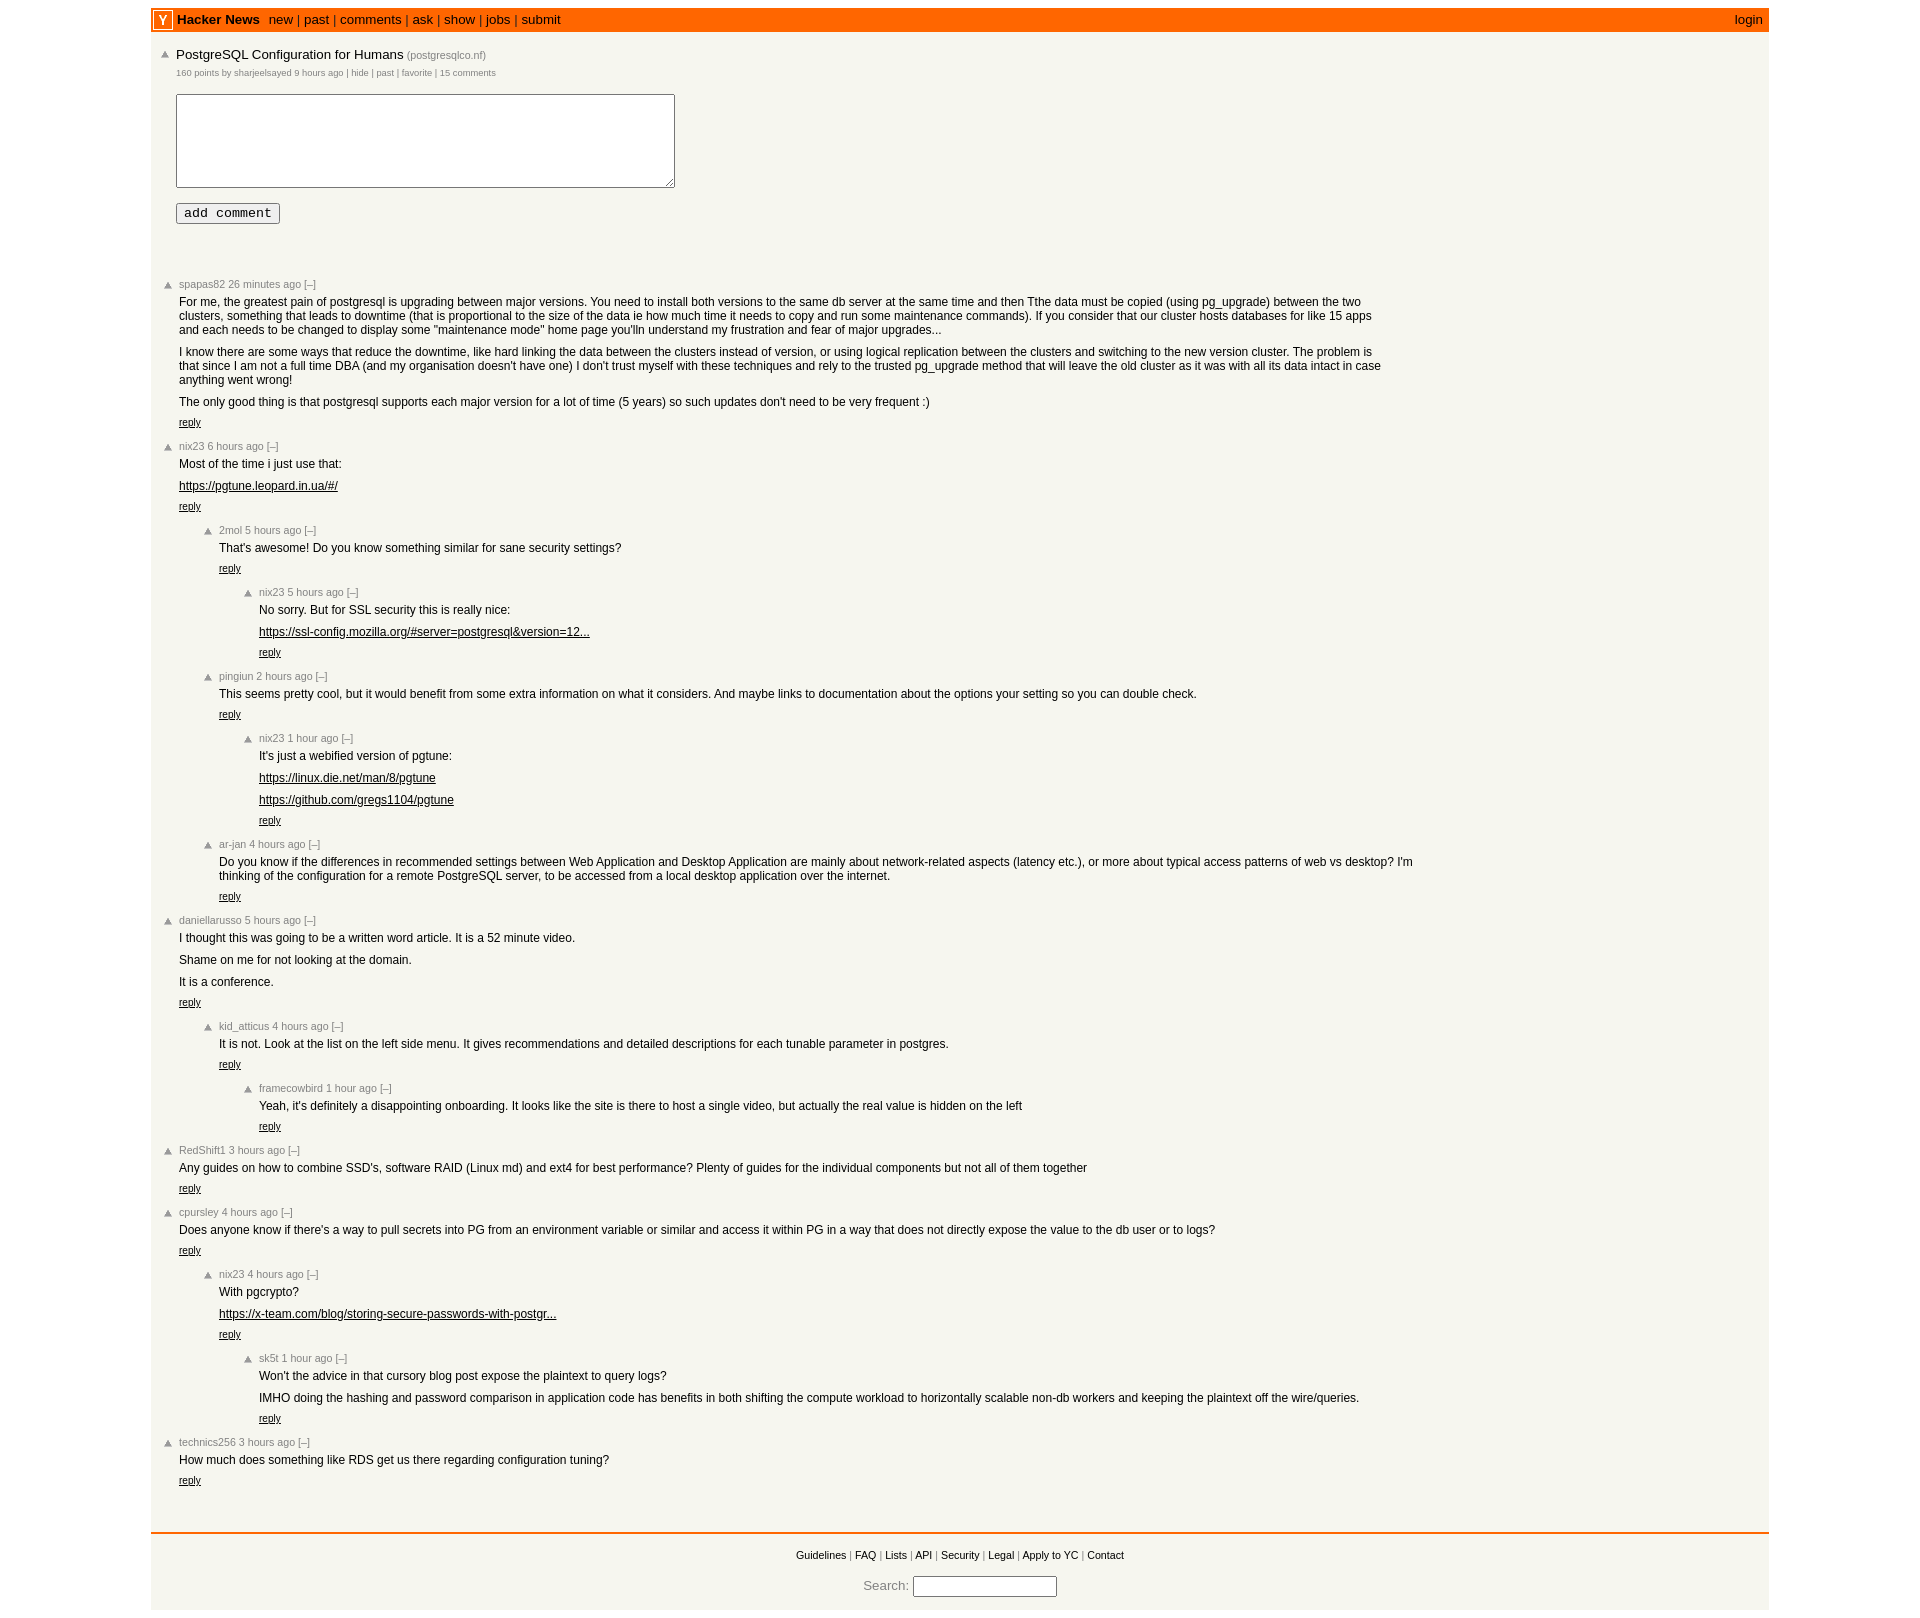 Y Hacker News new | past | comments | ask | show | jobs | submit login
PostgreSQL Configuration for Humans (postgresqlco.nf)
160 points by sharjeelsayed 9 hours ago | hide | past | favorite | 15 comments
add comment
spapas82 26 minutes ago [–]
For me, the greatest pain of postgresql is upgrading between major versions. You need to install both versions to the same db server at the same time and then Tthe data must be copied (using pg_upgrade) between the two
clusters, something that leads to downtime (that is proportional to the size of the data ie how much time it needs to copy and run some maintenance commands). If you consider that our cluster hosts databases for like 15 apps
and each needs to be changed to display some "maintenance mode" home page you'lln understand my frustration and fear of major upgrades...
I know there are some ways that reduce the downtime, like hard linking the data between the clusters instead of version, or using logical replication between the clusters and switching to the new version cluster. The problem is
that since I am not a full time DBA (and my organisation doesn't have one) I don't trust myself with these techniques and rely to the trusted pg_upgrade method that will leave the old cluster as it was with all its data intact in case
anything went wrong!
The only good thing is that postgresql supports each major version for a lot of time (5 years) so such updates don't need to be very frequent :)
reply
nix23 6 hours ago [–]
Most of the time i just use that:
https://pgtune.leopard.in.ua/#/
reply
2mol 5 hours ago [–]
That's awesome! Do you know something similar for sane security settings?
reply
nix23 5 hours ago [–]
No sorry. But for SSL security this is really nice:
https://ssl-config.mozilla.org/#server=postgresql&version=12...
reply
pingiun 2 hours ago [–]
This seems pretty cool, but it would benefit from some extra information on what it considers. And maybe links to documentation about the options your setting so you can double check.
reply
nix23 1 hour ago [–]
It's just a webified version of pgtune:
https://linux.die.net/man/8/pgtune
https://github.com/gregs1104/pgtune
reply
ar-jan 4 hours ago [–]
Do you know if the differences in recommended settings between Web Application and Desktop Application are mainly about network-related aspects (latency etc.), or more about typical access patterns of web vs desktop? I'm
thinking of the configuration for a remote PostgreSQL server, to be accessed from a local desktop application over the internet.
reply
daniellarusso 5 hours ago [–]
I thought this was going to be a written word article. It is a 52 minute video.
Shame on me for not looking at the domain.
It is a conference.
reply
kid_atticus 4 hours ago [–]
It is not. Look at the list on the left side menu. It gives recommendations and detailed descriptions for each tunable parameter in postgres.
reply
framecowbird 1 hour ago [–]
Yeah, it's definitely a disappointing onboarding. It looks like the site is there to host a single video, but actually the real value is hidden on the left
reply
RedShift1 3 hours ago [–]
Any guides on how to combine SSD's, software RAID (Linux md) and ext4 for best performance? Plenty of guides for the individual components but not all of them together
reply
cpursley 4 hours ago [–]
Does anyone know if there's a way to pull secrets into PG from an environment variable or similar and access it within PG in a way that does not directly expose the value to the db user or to logs?
reply
nix23 4 hours ago [–]
With pgcrypto?
https://x-team.com/blog/storing-secure-passwords-with-postgr...
reply
sk5t 1 hour ago [–]
Won't the advice in that cursory blog post expose the plaintext to query logs?
IMHO doing the hashing and password comparison in application code has benefits in both shifting the compute workload to horizontally scalable non-db workers and keeping the plaintext off the wire/queries.
reply
technics256 3 hours ago [–]
How much does something like RDS get us there regarding configuration tuning?
reply
Guidelines | FAQ | Lists | API | Security | Legal | Apply to YC | Contact
Search: